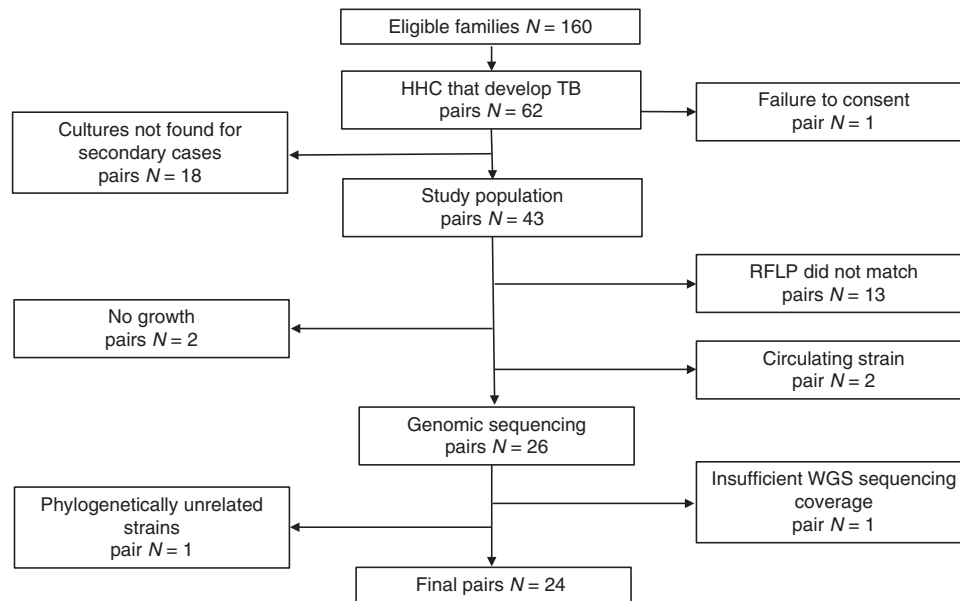 Eligible families N = 160
HHC that develop TB
pairs N = 62
Failure to consent
pair N = 1
Cultures not found for
secondary cases
pairs N = 18
Study population
pairs N = 43
RFLP did not match
pairs N = 13
No growth
pairs N = 2
Circulating strain
pair N = 2
Genomic sequencing
pairs N = 26
Insufficient WGS sequencing
coverage
pair N = 1
Phylogenetically unrelated
strains
pair N = 1
Final pairs N = 24